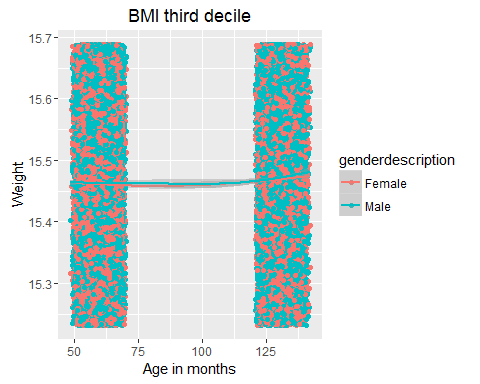 BMI third decile
15.7
15.6
15.5
15.4
15.3
Weight
50
75
100
125
Age in months
genderdescription
Female
Male